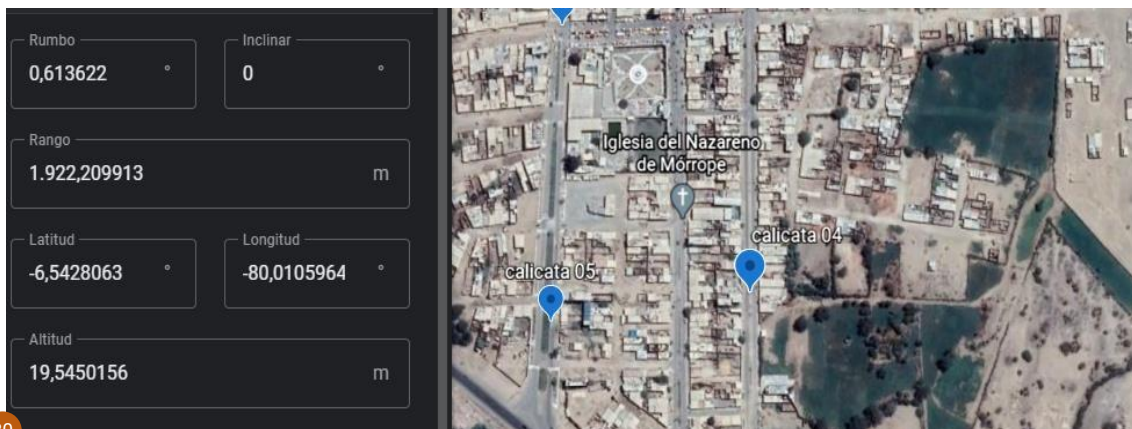 Rumbo
0,613622 °
Inclinar
0 °
Rango
1.922,209913 m
Latitud
-6,5428063 °
Longitud
-80,0105964 °
Altitud
19,5450156 m
Iglesia del Nazareno
de Mórrope
calicata 04
calicata 05